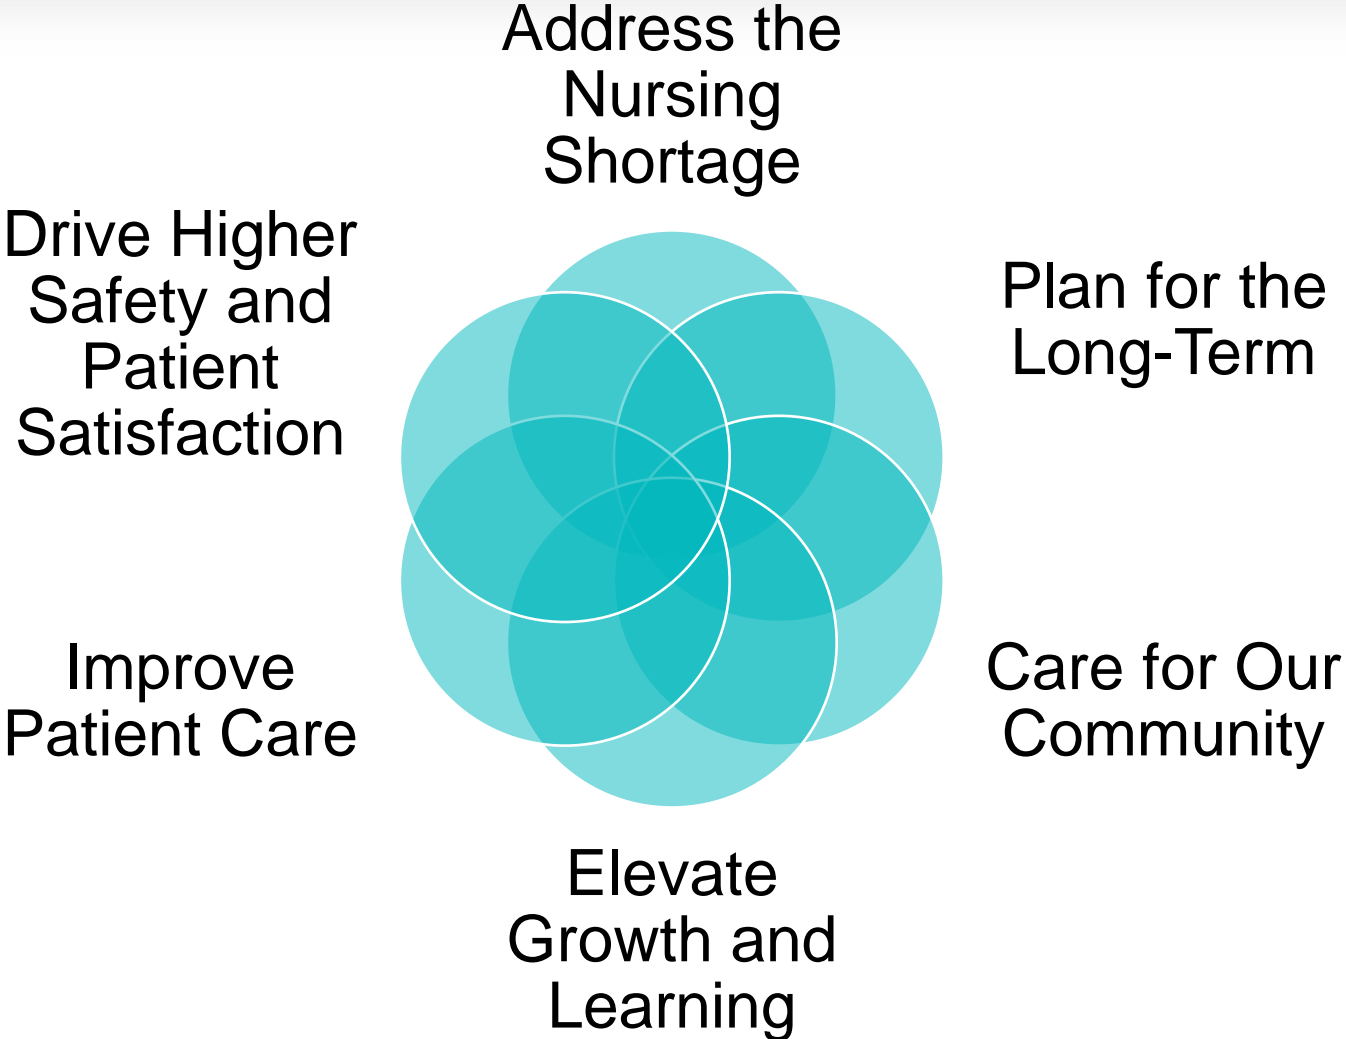 Address the
Nursing
Shortage
Plan for the
Long-Term
Care for Our
Community
Elevate
Growth and
Learning
Improve
Patient Care
Drive Higher
Safety and
Patient
Satisfaction